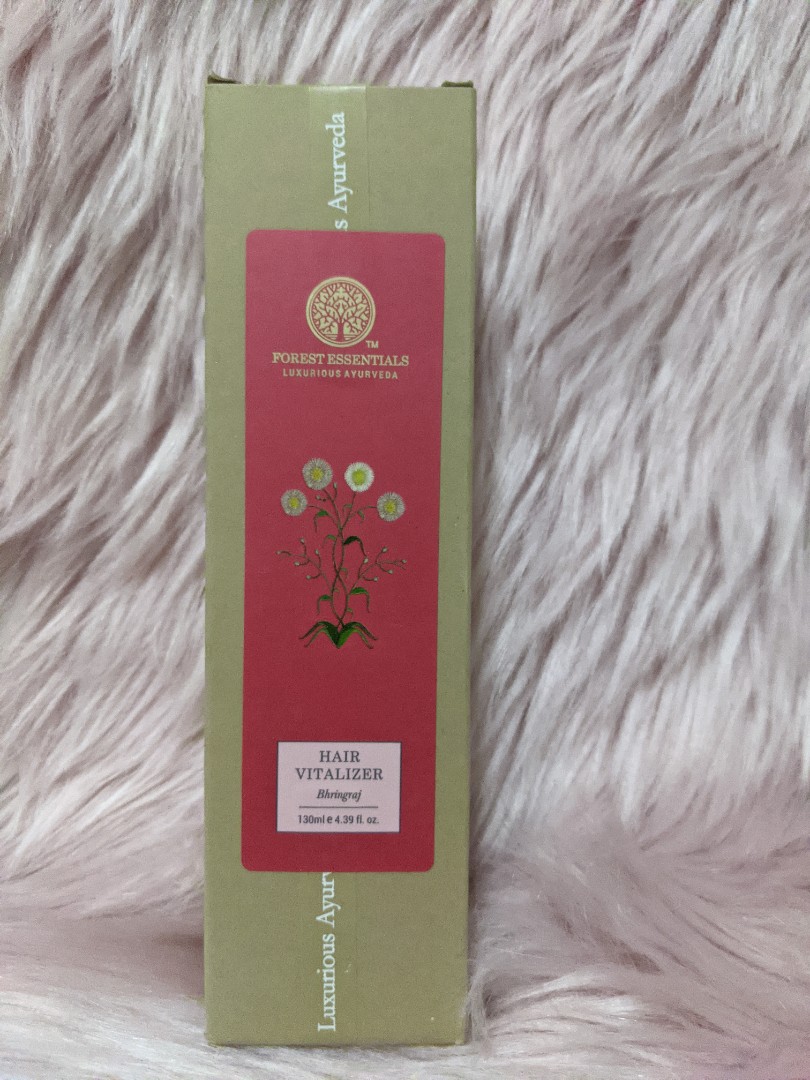 s Ayurveda
TM
FOREST ESSENTIALS
LUXURIOUS AYURVEDA
HAIR
VITALIZER
Bhringraj
130ml e 4.39 fl. oz.
Luxurious Ayurv